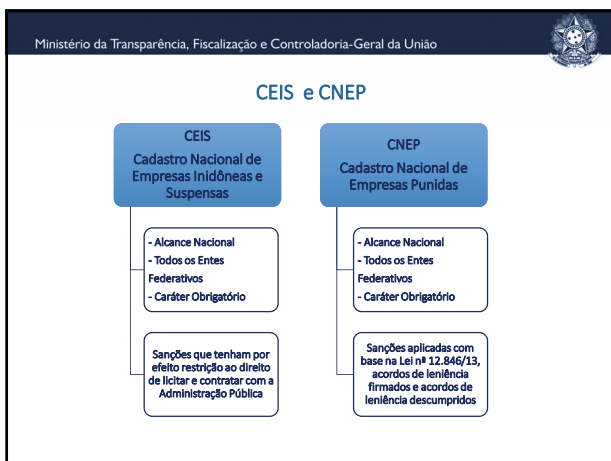 Ministério da Transparência, Fiscalização e Controladoria-Geral da União
CEIS e CNEP
CEIS
Cadastro Nacional de
Empresas Inidôneas e
Suspensas
- Alcance Nacional
- Todos os Entes
Federativos
- Caráter Obrigatório
Sanções que tenham por
efeito restrição ao direito
de licitar e contratar com a
Administração Pública
CNEP
Cadastro Nacional de
Empresas Punidas
- Alcance Nacional
- Todos os Entes
Federativos
- Caráter Obrigatório
Sanções aplicadas com
base na Lei nº 12.846/13,
acordos de leniência
firmados e acordos de
leniência descumpridos